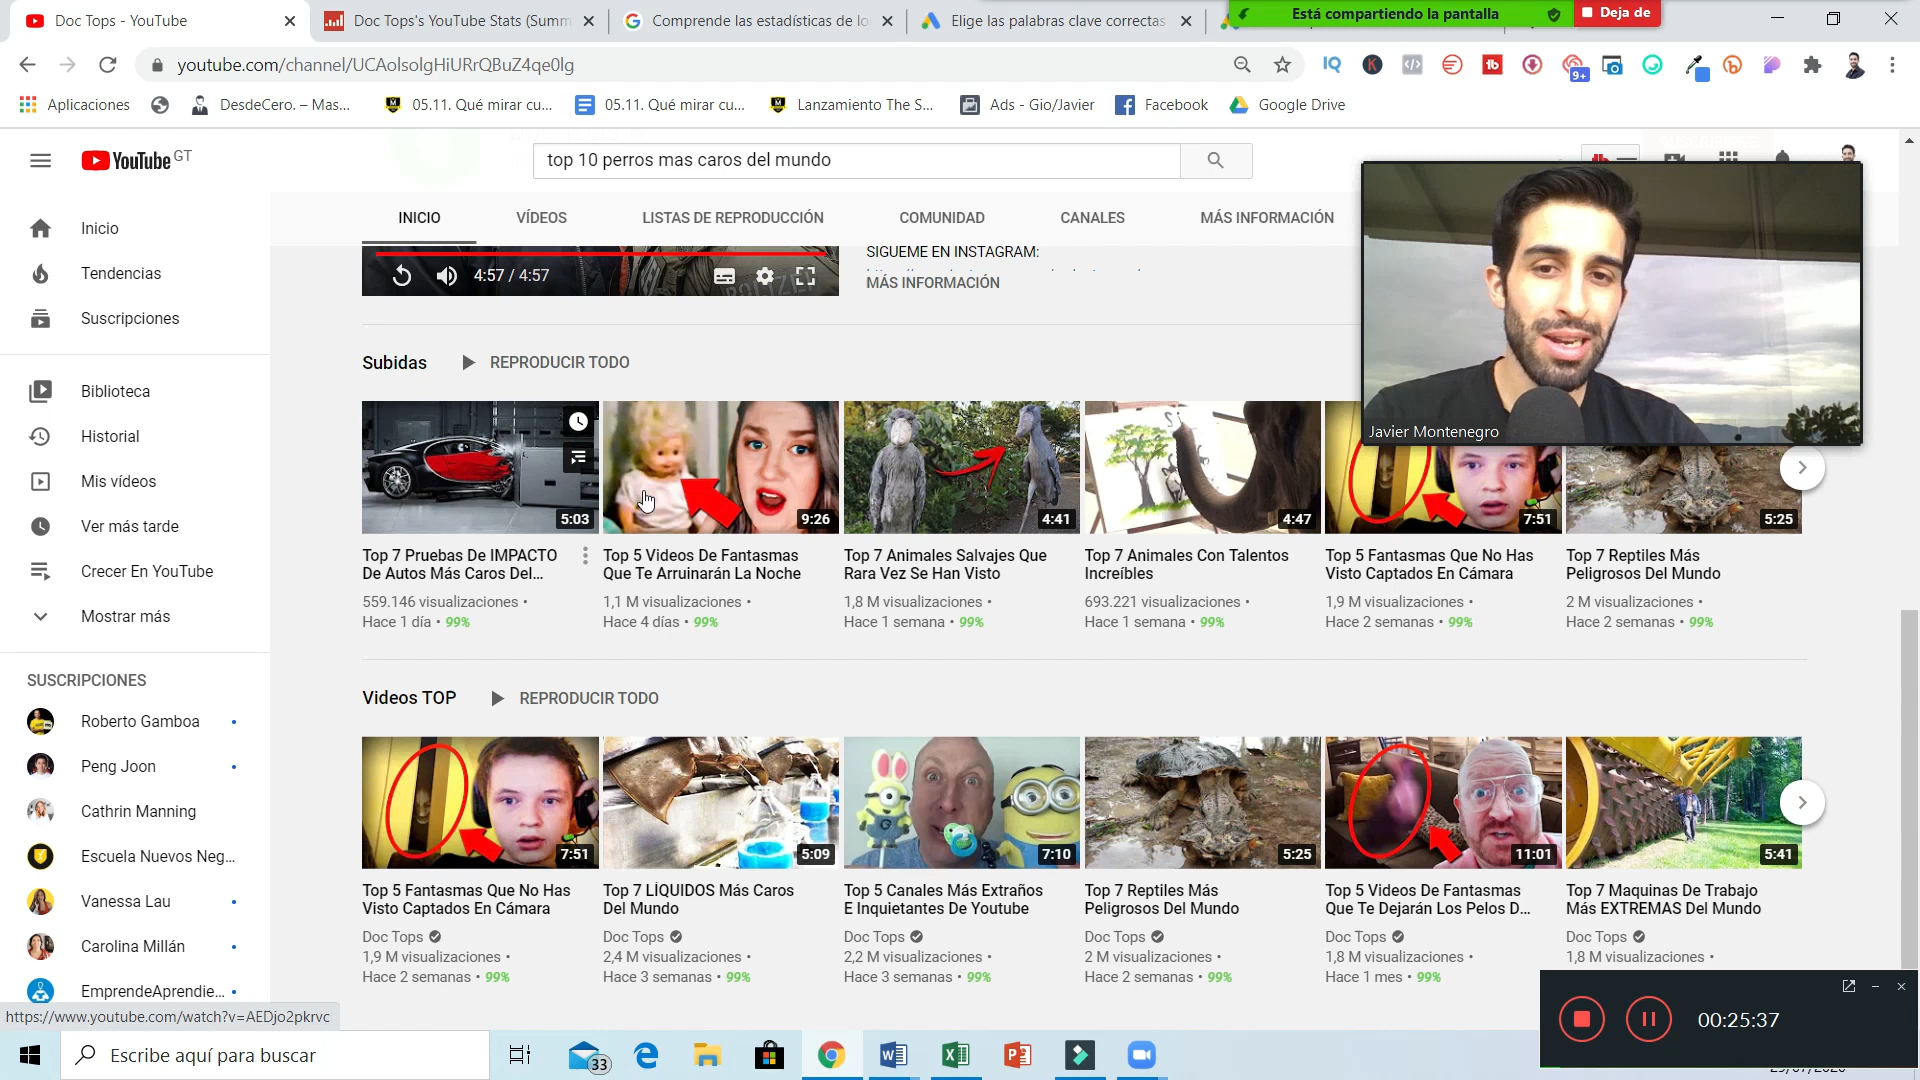 Doc Tops - YouTube
Doc Tops's YouTube Stats (Summ
Comprende las estadísticas de lo
Elige las palabras clave correctas
Está compartiendo la pantalla
Deja de
youtube.com/channel/UCAolsolgHiURrQBuZ4qe0lg
Aplicaciones
DesdeCero. – Mas...
05.11. Qué mirar cu...
05.11. Qué mirar cu...
Lanzamiento The S...
Ads - Gio/Javier
Facebook
Google Drive
YouTube GT
top 10 perros mas caros del mundo
INICIO
VÍDEOS
LISTAS DE REPRODUCCIÓN
COMUNIDAD
CANALES
MÁS INFORMACIÓN
Inicio
Tendencias
Suscripciones
Biblioteca
Historial
Mis vídeos
Ver más tarde
Crecer En YouTube
Mostrar más
SUSCRIPCIONES
Roberto Gamboa
Peng Joon
Cathrin Manning
Escuela Nuevos Neg...
Vanessa Lau
Carolina Millán
EmprendeAprendie...
4:57 / 4:57
SIGUEME EN INSTAGRAM:
MÁS INFORMACIÓN
Javier Montenegro
Subidas
REPRODUCIR TODO
5:03
9:26
4:41
4:47
7:51
5:25
Top 7 Pruebas De IMPACTO
De Autos Más Caros Del...
559.146 visualizaciones •
Hace 1 día • 99%
Top 5 Videos De Fantasmas
Que Te Arruinarán La Noche
1,1 M visualizaciones •
Hace 4 días • 99%
Top 7 Animales Salvajes Que
Rara Vez Se Han Visto
1,8 M visualizaciones •
Hace 1 semana • 99%
Top 7 Animales Con Talentos
Increíbles
693.221 visualizaciones •
Hace 1 semana • 99%
Top 5 Fantasmas Que No Has
Visto Captados En Cámara
1,9 M visualizaciones •
Hace 2 semanas • 99%
Top 7 Reptiles Más
Peligrosos Del Mundo
2 M visualizaciones •
Hace 2 semanas • 99%
Videos TOP
REPRODUCIR TODO
7:51
5:09
7:10
5:25
11:01
5:41
Top 5 Fantasmas Que No Has
Visto Captados En Cámara
Doc Tops
1,9 M visualizaciones •
Hace 2 semanas • 99%
Top 7 LÍQUIDOS Más Caros
Del Mundo
Doc Tops
2,4 M visualizaciones •
Hace 3 semanas • 99%
Top 5 Canales Más Extraños
E Inquietantes De Youtube
Doc Tops
2,2 M visualizaciones •
Hace 3 semanas • 99%
Top 7 Reptiles Más
Peligrosos Del Mundo
Doc Tops
2 M visualizaciones •
Hace 2 semanas • 99%
Top 5 Videos De Fantasmas
Que Te Dejarán Los Pelos D...
Doc Tops
1,8 M visualizaciones •
Hace 1 mes • 99%
Top 7 Maquinas De Trabajo
Más EXTREMAS Del Mundo
Doc Tops
1,8 M visualizaciones •
00:25:37
https://www.youtube.com/watch?v=AEDjo2pkrvc
Escribe aquí para buscar
33